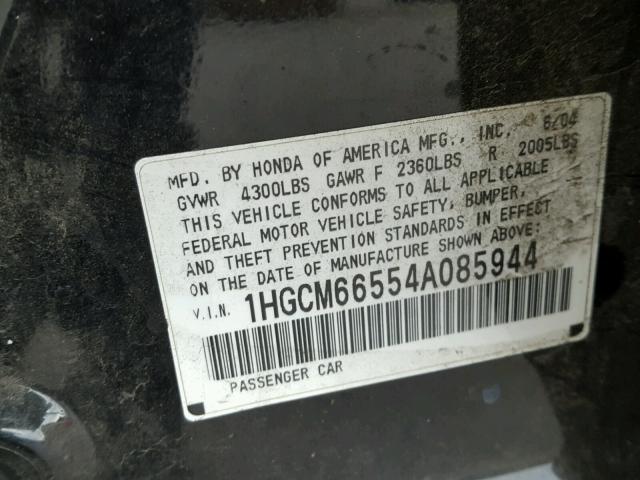 MFD. BY HONDA OF AMERICA MFG., INC. 6/04
GVWR 4300LBS GAWR F 2360LBS R 2005LBS
THIS VEHICLE CONFORMS TO ALL APPLICABLE
FEDERAL MOTOR VEHICLE SAFETY, BUMPER,
AND THEFT PREVENTION STANDARDS IN EFFECT
ON THE DATE OF MANUFACTURE SHOWN ABOVE:
V.I.N. 1HGCM66554A085944
PASSENGER CAR